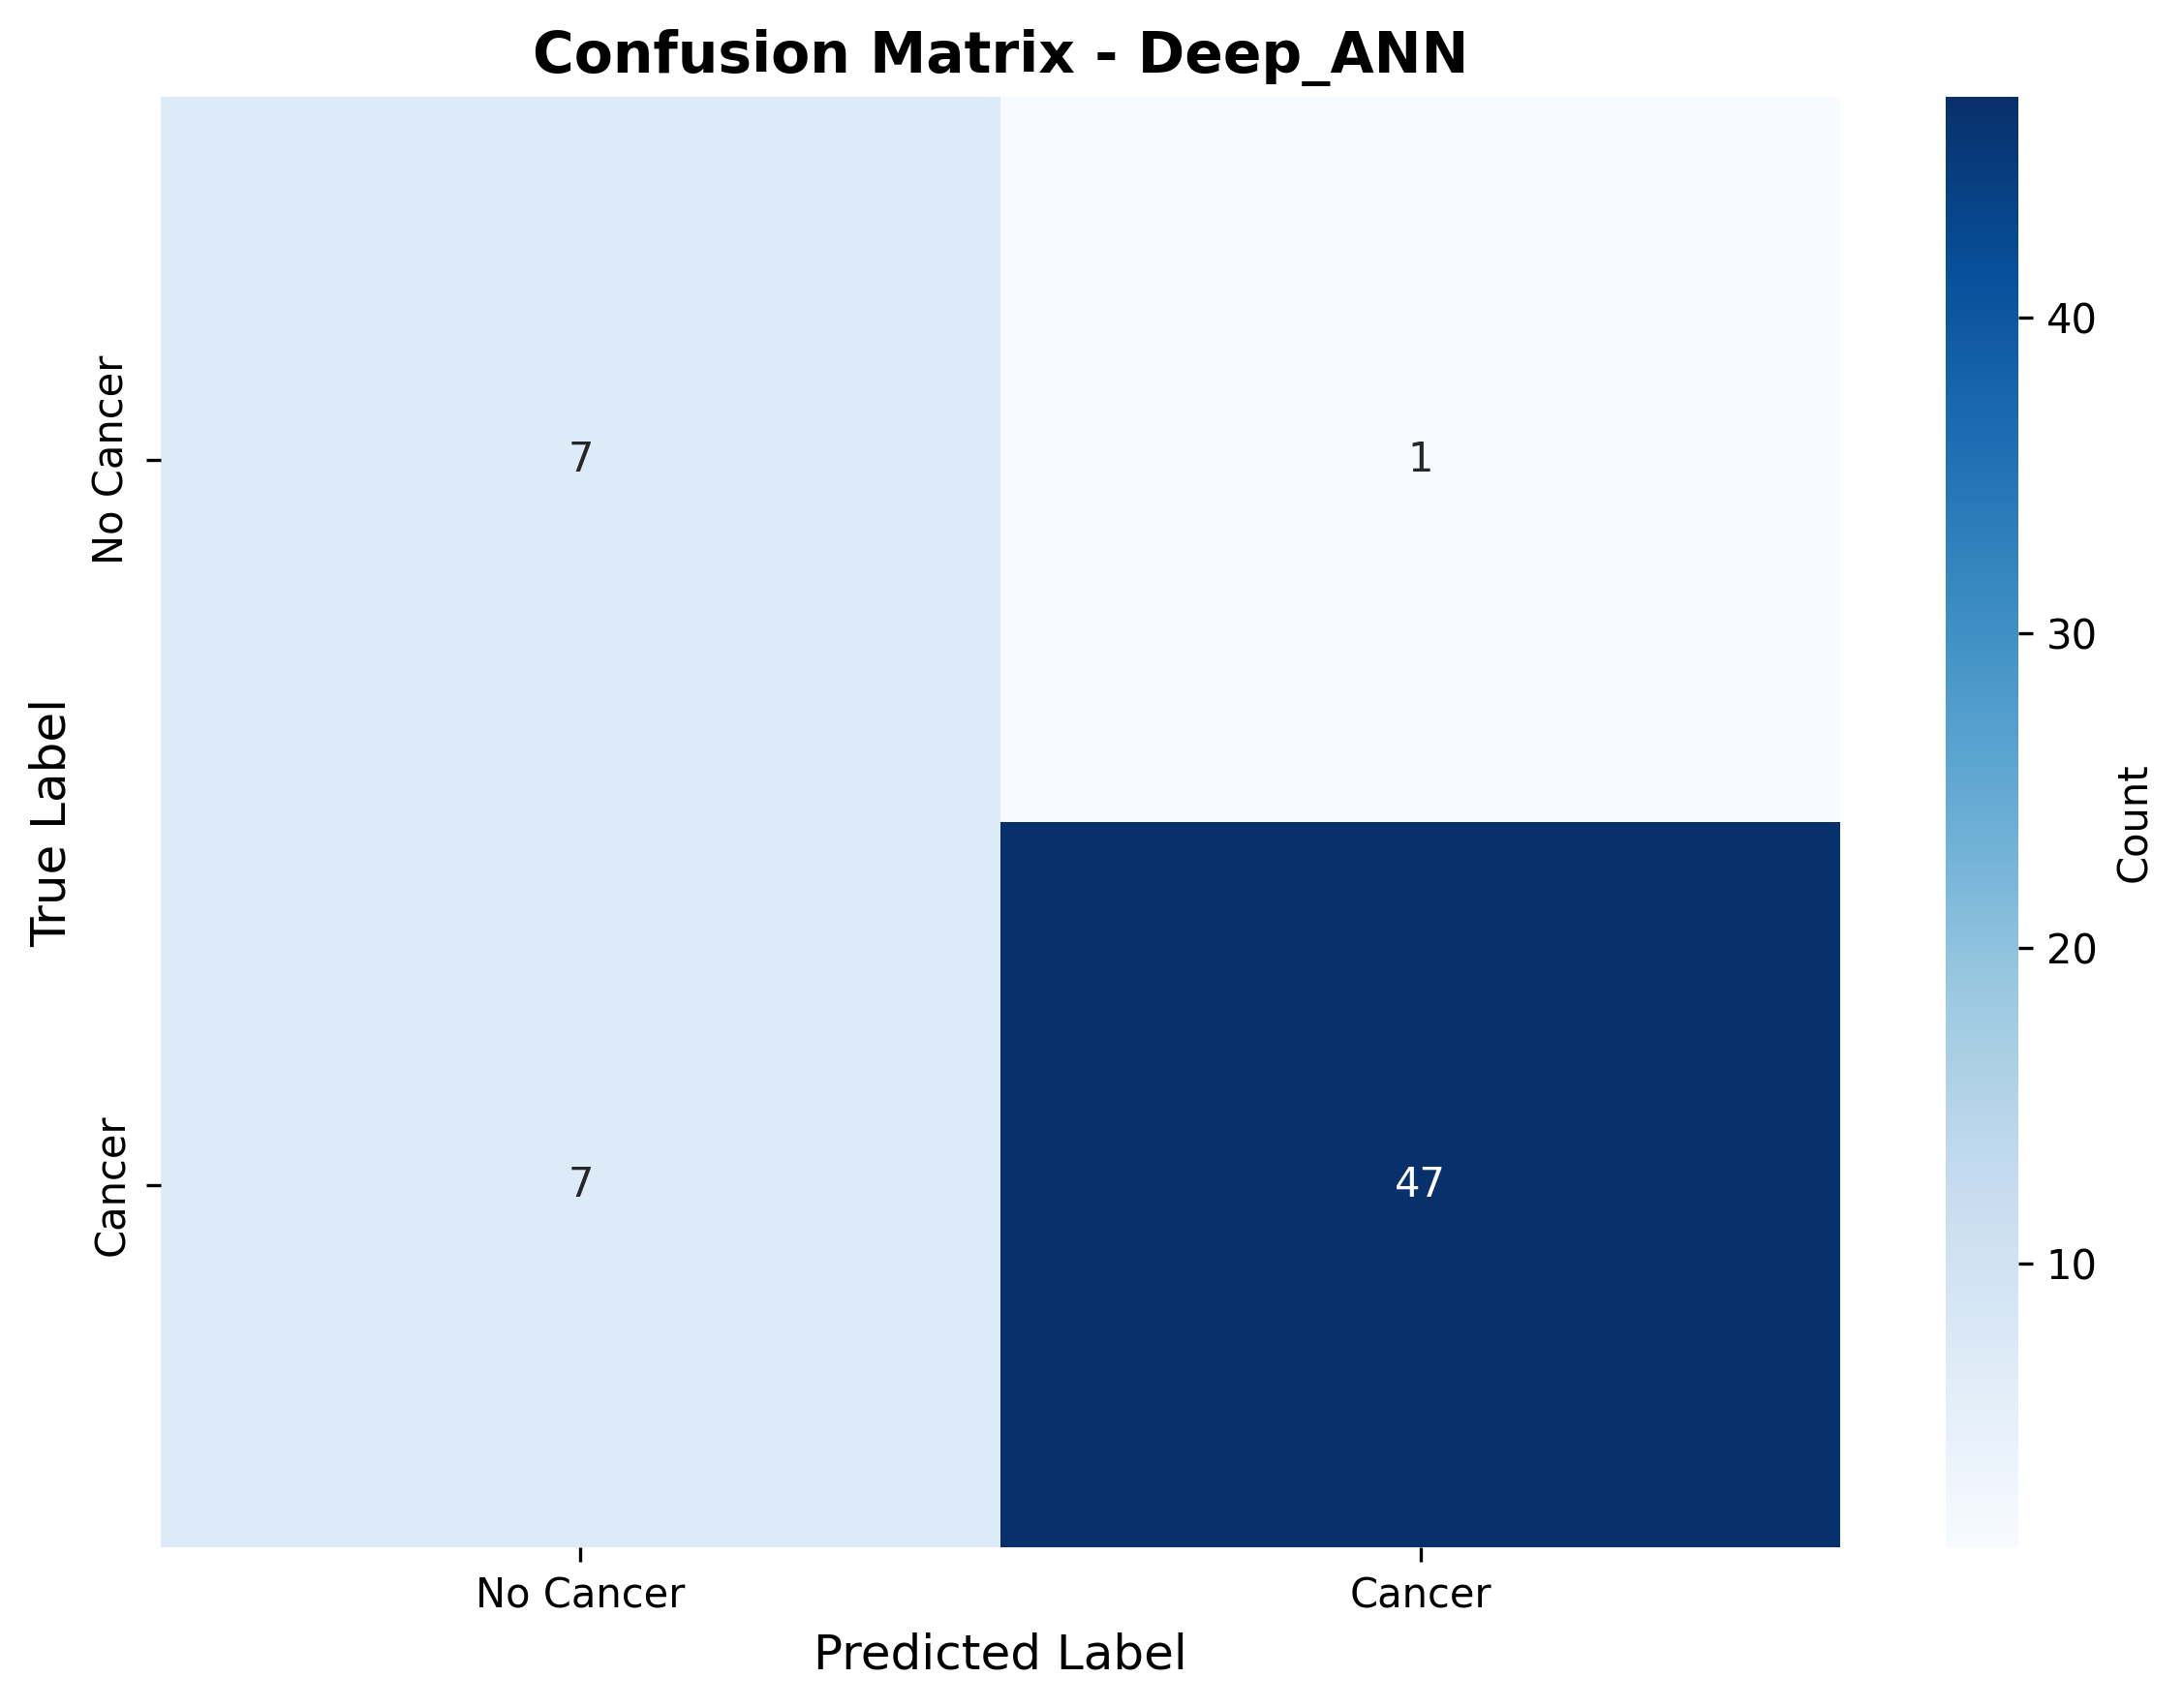 Confusion Matrix - Deep_ANN
True Label
No Cancer
Cancer
7
1
7
47
No Cancer
Cancer
Predicted Label
40
30
20
10
Count